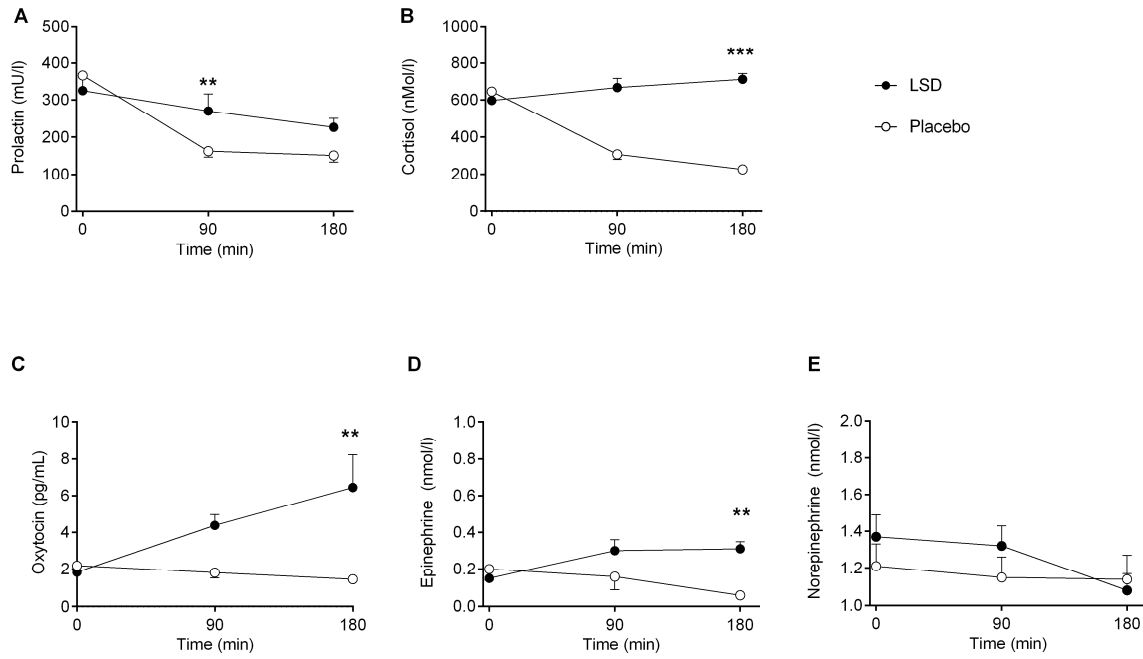 A
Prolactin (mU/l)
500
400
300
200
100
0
**
0 90 180
Time (min)
B
Cortisol (nMol/l)
1000
800
600
400
200
0
***
0 90 180
Time (min)
LSD
Placebo
C
Oxytocin (pg/mL)
10
8
6
4
2
0
**
0 90 180
Time (min)
D
Epinephrine (nmol/l)
1.0
0.8
0.6
0.4
0.2
0.0
**
0 90 180
Time (min)
E
Norepinephrine (nmol/l)
2.0
1.8
1.6
1.4
1.2
1.0
0 90 180
Time (min)